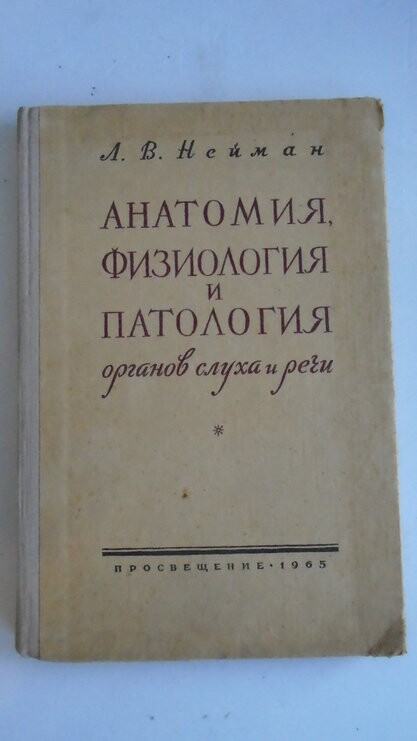 Л. В. Нейман
АНАТОМИЯ,
ФИЗИОЛОГИЯ
И
ПАТОЛОГИЯ
органов слуха и речи
*
ПРОСВЕЩЕНИЕ · 1965